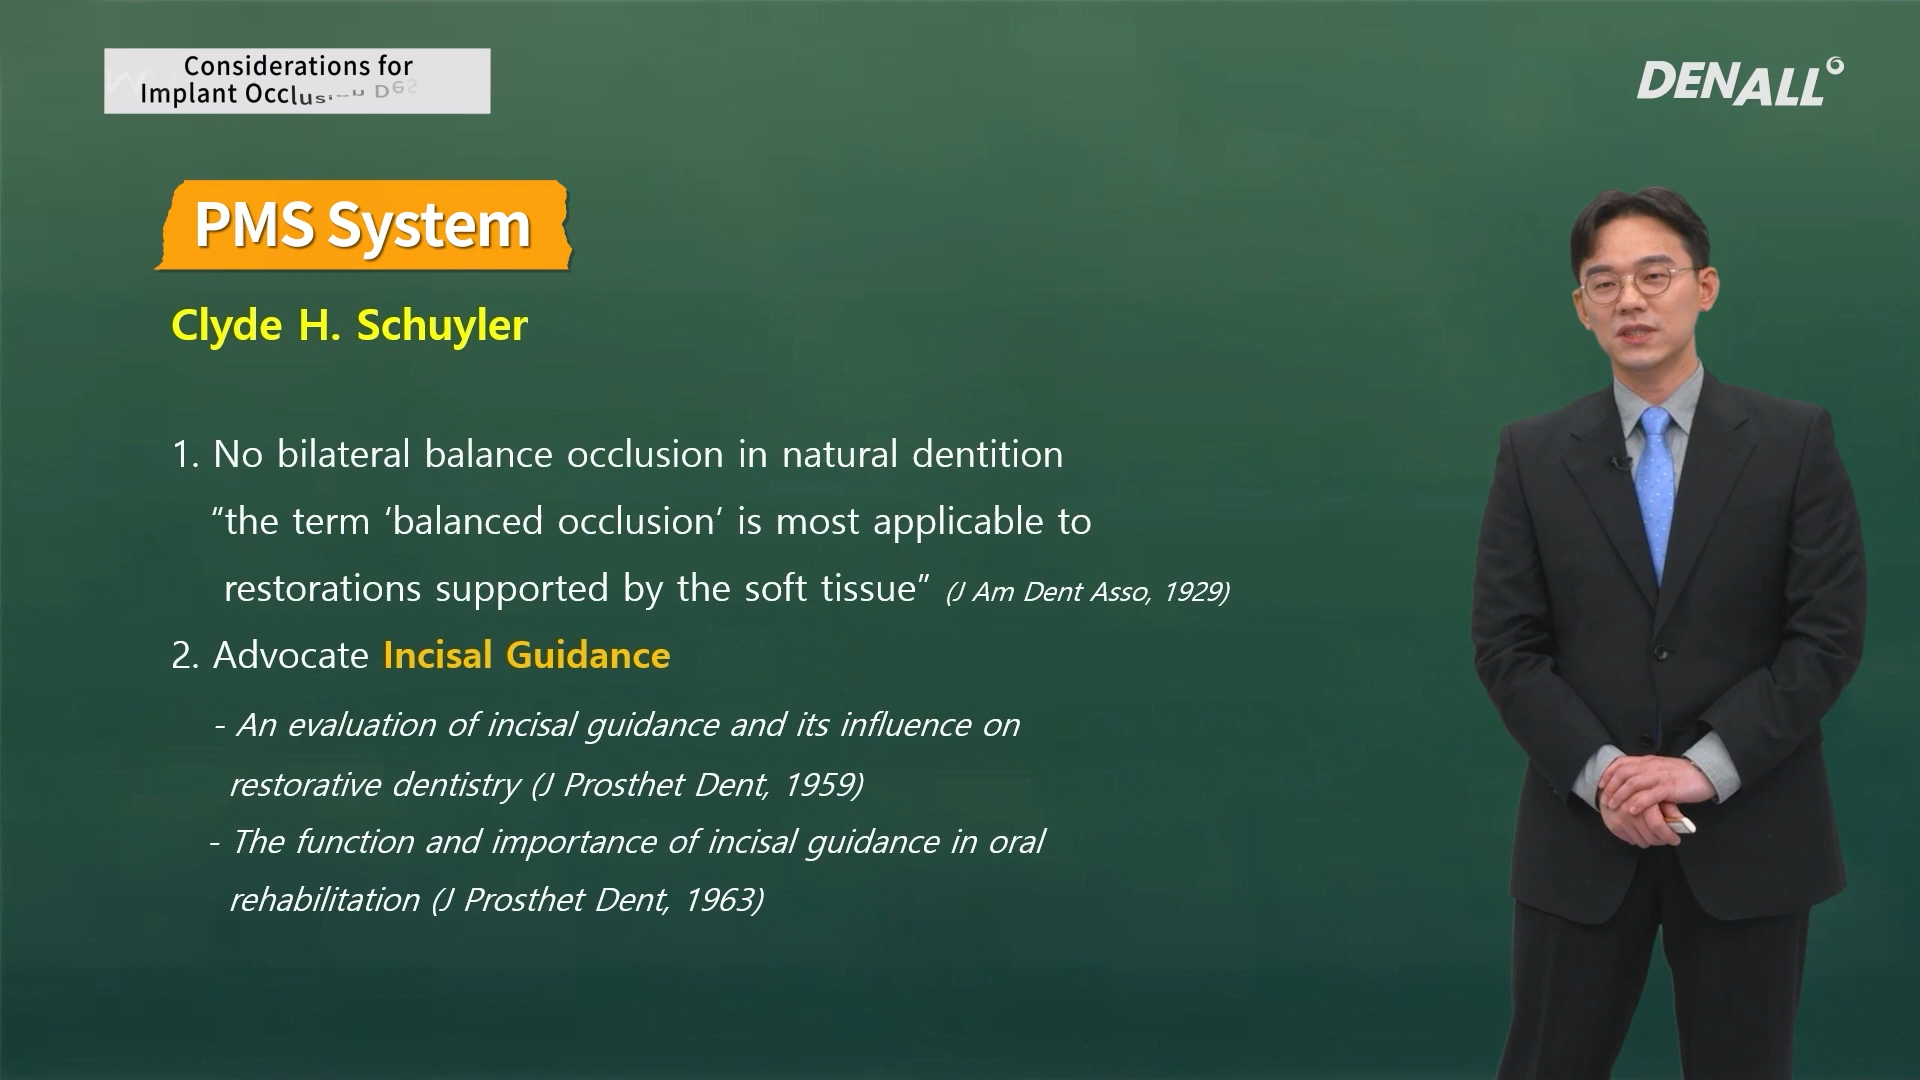 Considerations for
Implant Occlusion Des
DENALL
PMS System
Clyde H. Schuyler
1. No bilateral balance occlusion in natural dentition
“the term ‘balanced occlusion’ is most applicable to
restorations supported by the soft tissue” (J Am Dent Asso, 1929)
2. Advocate Incisal Guidance
- An evaluation of incisal guidance and its influence on
restorative dentistry (J Prosthet Dent, 1959)
- The function and importance of incisal guidance in oral
rehabilitation (J Prosthet Dent, 1963)